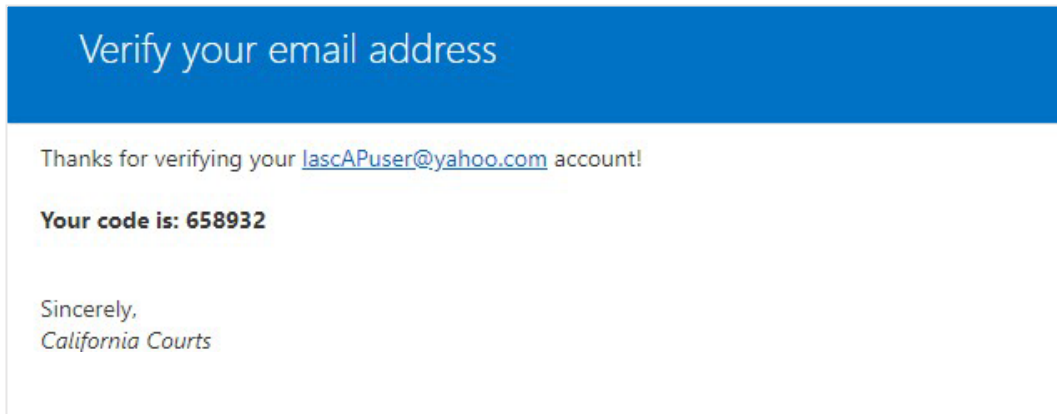 Verify your email address
Thanks for verifying your lascAPuser@yahoo.com account!
Your code is: 658932
Sincerely,
California Courts